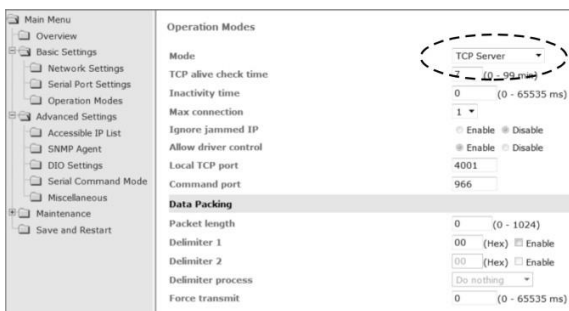 Main Menu
Overview
Basic Settings
Network Settings
Serial Port Settings
Operation Modes
Advanced Settings
Accessible IP List
SNMP Agent
DIO Settings
Serial Command Mode
Miscellaneous
Maintenance
Save and Restart
Operation Modes
Mode TCP Server
TCP alive check time 7 (0 - 99 min)
Inactivity time 0 (0 - 65535 ms)
Max connection 1
Ignore jammed IP Enable Disable
Allow driver control Enable Disable
Local TCP port 4001
Command port 966
Data Packing
Packet length 0 (0 - 1024)
Delimiter 1 00 (Hex) Enable
Delimiter 2 00 (Hex) Enable
Delimiter process Do nothing
Force transmit 0 (0 - 65535 ms)